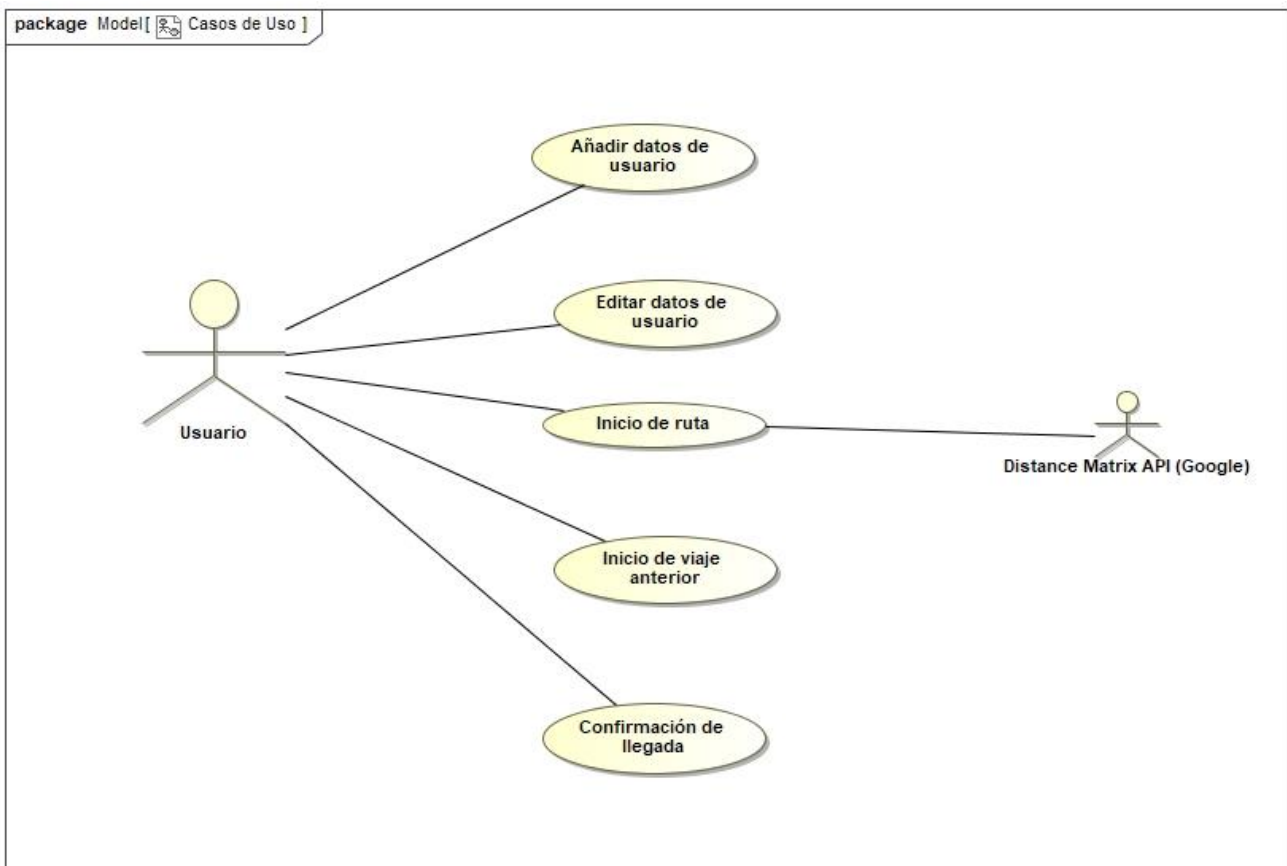 package Model [ Casos de Uso ]
Añadir datos de
usuario
Editar datos de
usuario
Usuario
Inicio de ruta
Distance Matrix API (Google)
Inicio de viaje
anterior
Confirmación de
llegada